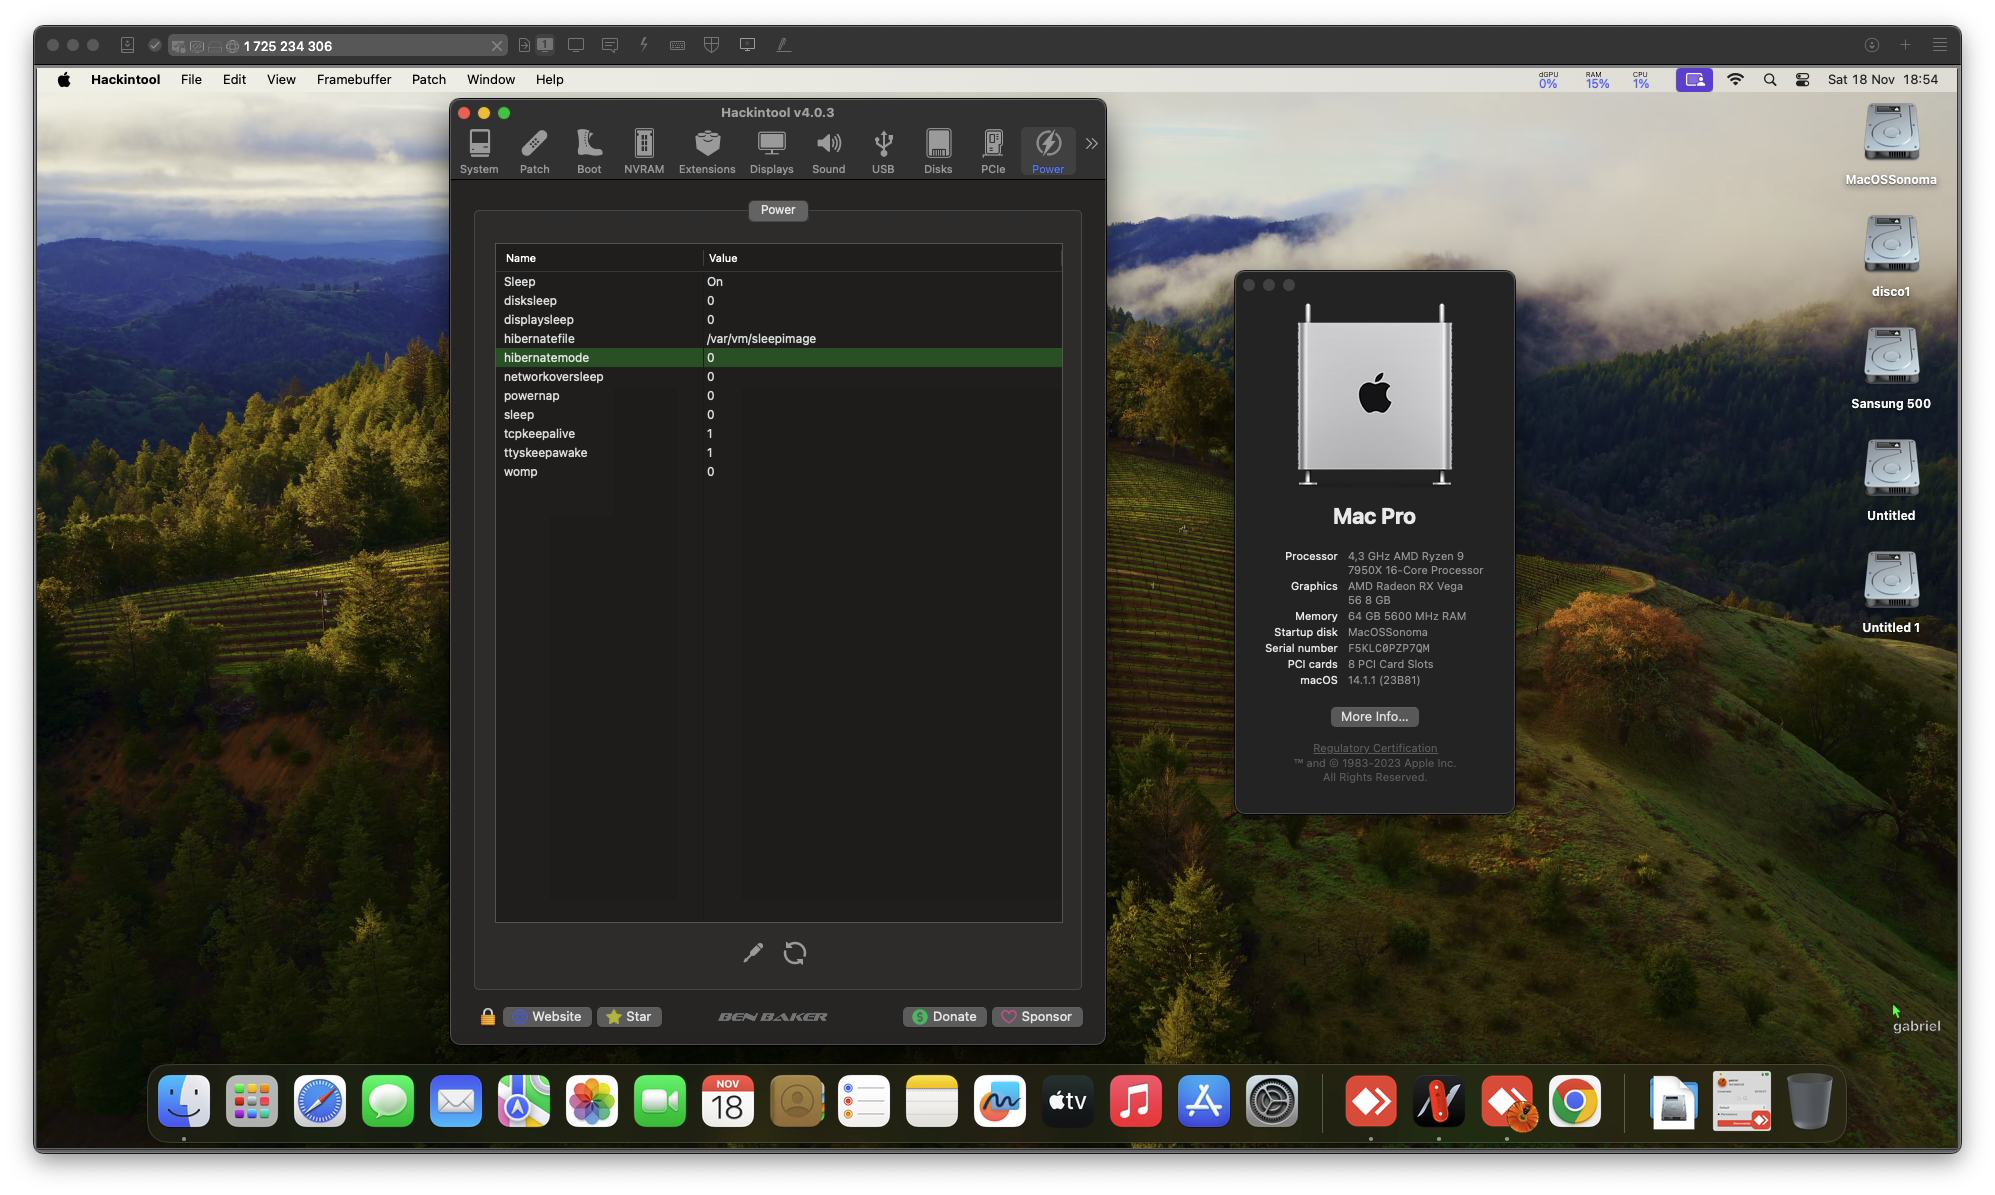 1 725 234 306
1
Hackintool File Edit View Framebuffer Patch Window Help
dGPU 0% RAM 15% CPU 1% Sat 18 Nov 18:54
Hackintool v4.0.3
System Patch Boot NVRAM Extensions Displays Sound USB Disks PCIe Power
Power
Name Value
Sleep On
disksleep 0
displaysleep 0
hibernatefile /var/vm/sleepimage
hibernatemode 0
networkoversleep 0
powernap 0
sleep 0
tcpkeepalive 1
ttyskeepawake 1
womp 0
Website Star BEN BAKER Donate Sponsor
Mac Pro
Processor 4,3 GHz AMD Ryzen 9
7950X 16-Core Processor
Graphics AMD Radeon RX Vega
56 8 GB
Memory 64 GB 5600 MHz RAM
Startup disk MacOSSonoma
Serial number F5KLC0PZP7QM
PCI cards 8 PCI Card Slots
macOS 14.1.1 (23B81)
More Info...
Regulatory Certification
™ and © 1983-2023 Apple Inc.
All Rights Reserved.
MacOSSonoma
disco1
Sansung 500
Untitled
Untitled 1
gabriel
NOV
18
tv